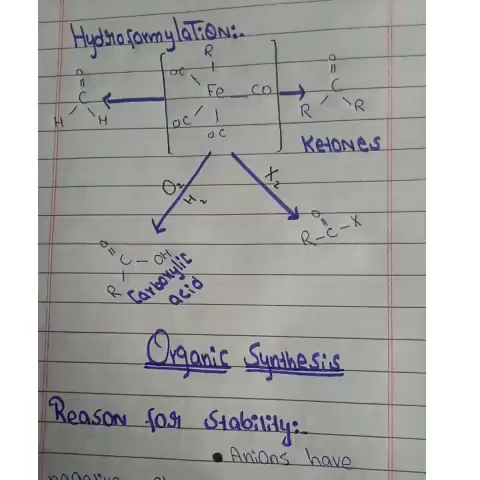 HydroformylATiON:-
R
O
OC
Fe CO
O
C
C
H H
R R
OC
OC
KetONES
O₂
H₂
X₂
O
C - OH
R
O
R-C-X
Carboxylic
acid
Organic Synthesis
Reason for Stability:-
• Anions have